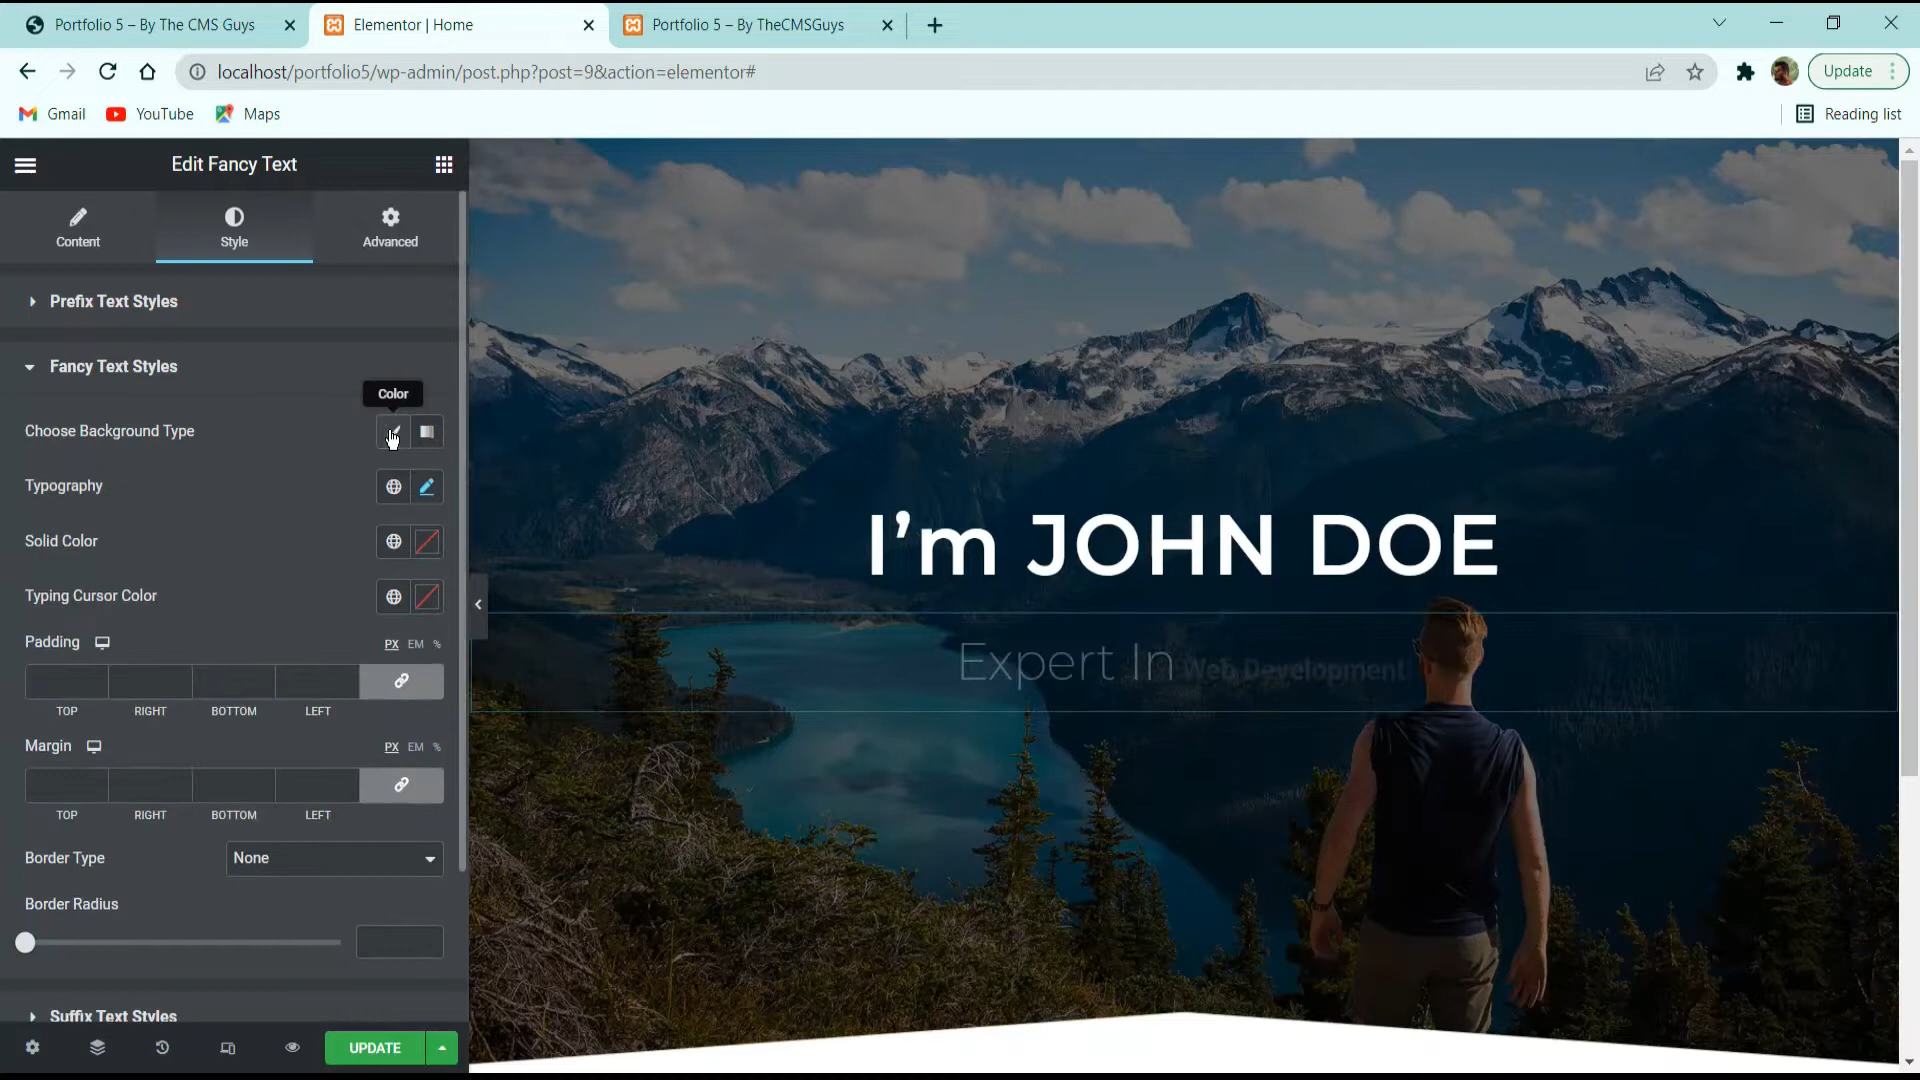 Portfolio 5 – By The CMS Guys
Elementor | Home
Portfolio 5 – By TheCMSGuys
localhost/portfolio5/wp-admin/post.php?post=9&action=elementor#
Update
Gmail
YouTube
Maps
Reading list
Edit Fancy Text
Content
Style
Advanced
Prefix Text Styles
Fancy Text Styles
Color
Choose Background Type
Typography
Solid Color
Typing Cursor Color
Padding
PX EM %
TOP RIGHT BOTTOM LEFT
Margin
PX EM %
TOP RIGHT BOTTOM LEFT
Border Type
None
Border Radius
Suffix Text Styles
UPDATE
I’m JOHN DOE
Expert In Web Development